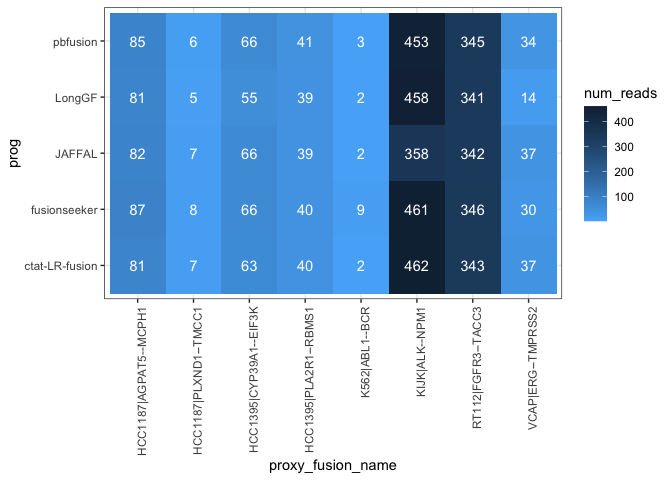 pbfusion 85 6 66 41 3 453 345 34
LongGF 81 5 55 39 2 458 341 14
JAFFAL 82 7 66 39 2 358 342 37
fusionseeker 87 8 66 40 9 461 346 30
ctat-LR-fusion 81 7 63 40 2 462 343 37
prog
HCC1187|AGPAT5--MCPH1
HCC1187|PLXND1--TMCC1
HCC1395|CYP39A1--EIF3K
HCC1395|PLA2R1--RBMS1
K562|ABL1--BCR
KIJK|ALK--NPM1
RT112|FGFR3--TACC3
VCAP|ERG--TMPRSS2
proxy_fusion_name
num_reads
400
300
200
100